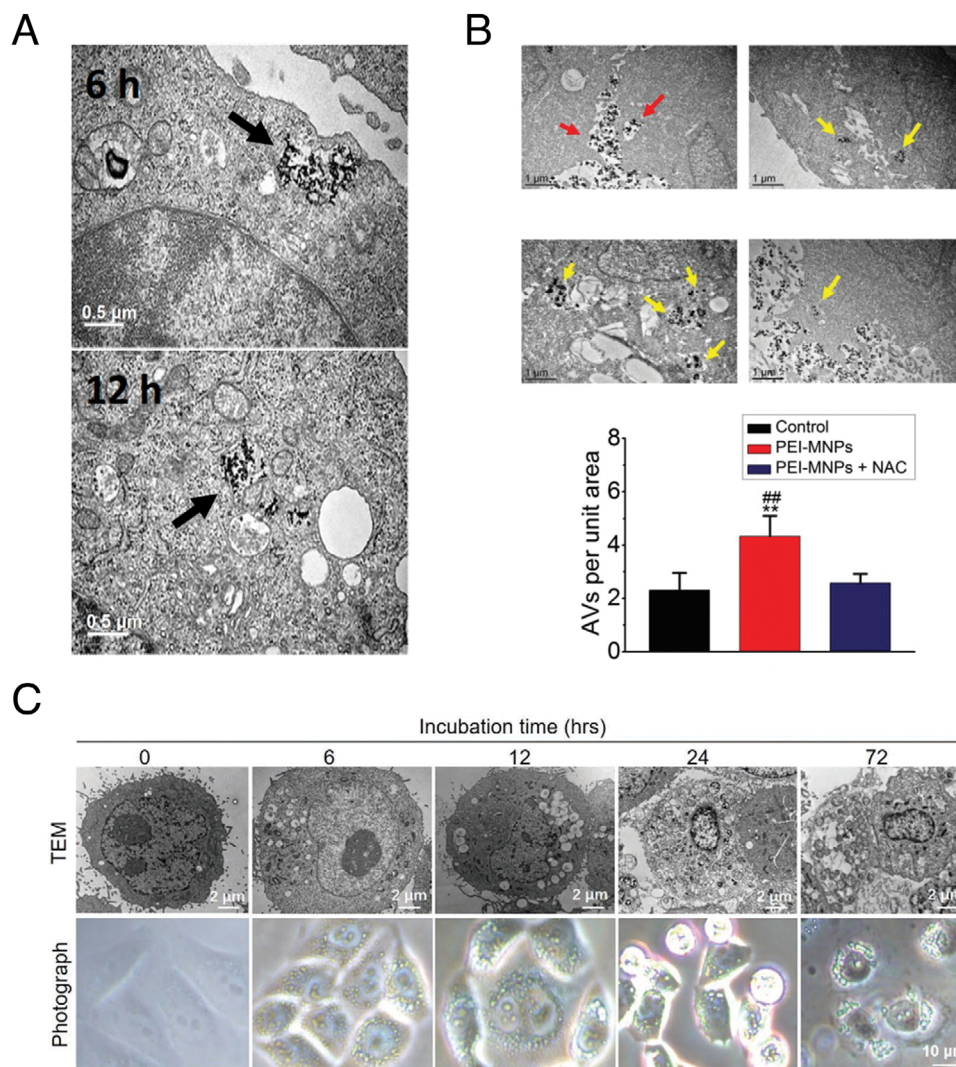 A
6 h
0.5 µm
12 h
0.5 µm
B
1 µm
1 µm
1 µm
1 µm
8
6
4
2
0
AVs per unit area
Control
PEI-MNPs
PEI-MNPs + NAC
##
**
C
Incubation time (hrs)
0 6 12 24 72
TEM
2 µm 2 µm 2 µm 2 µm 2 µm
Photograph
10 µm